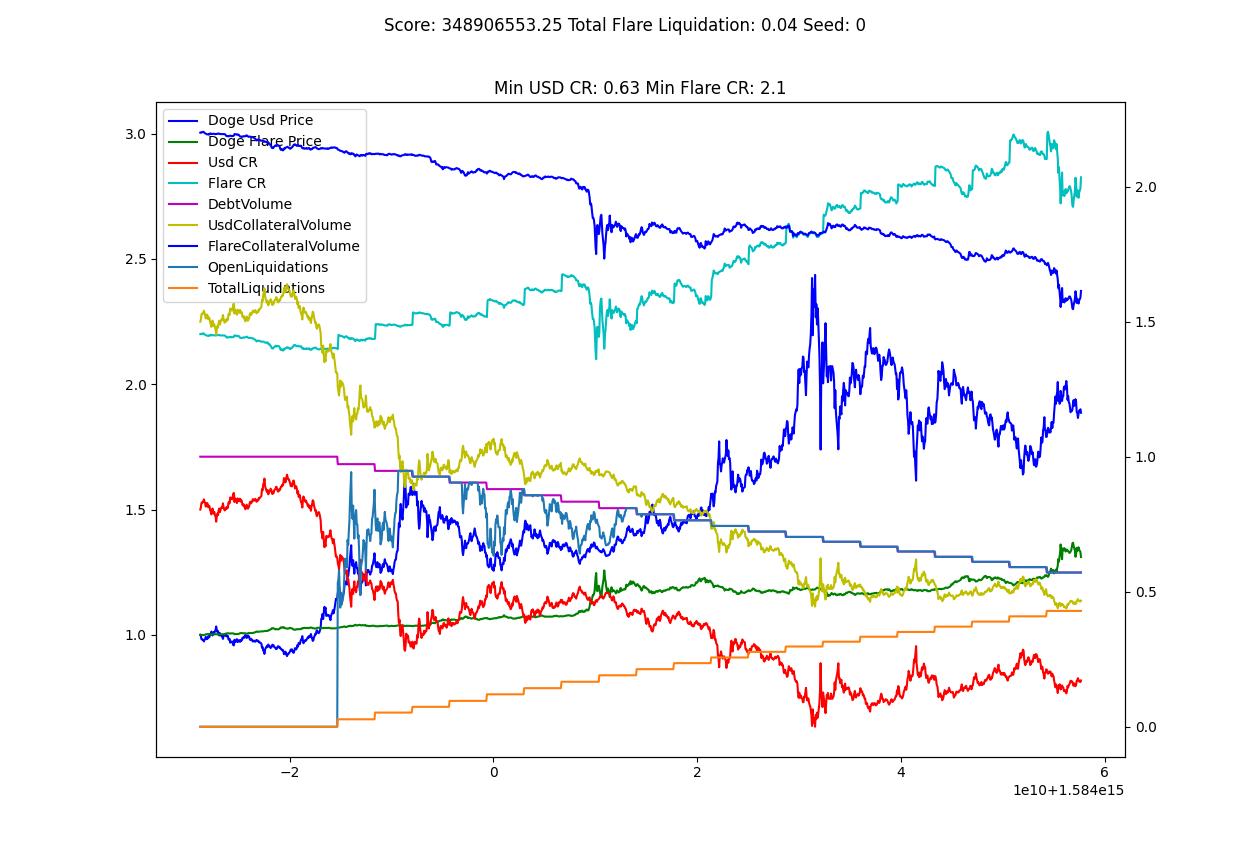 Score: 348906553.25 Total Flare Liquidation: 0.04 Seed: 0
Min USD CR: 0.63 Min Flare CR: 2.1
Doge Usd Price
Doge Flare Price
Usd CR
Flare CR
DebtVolume
UsdCollateralVolume
FlareCollateralVolume
OpenLiquidations
TotalLiquidations
3.0
2.5
2.0
1.5
1.0
2.0
1.5
1.0
0.5
0.0
−2
0
2
4
6
1e10+1.584e15